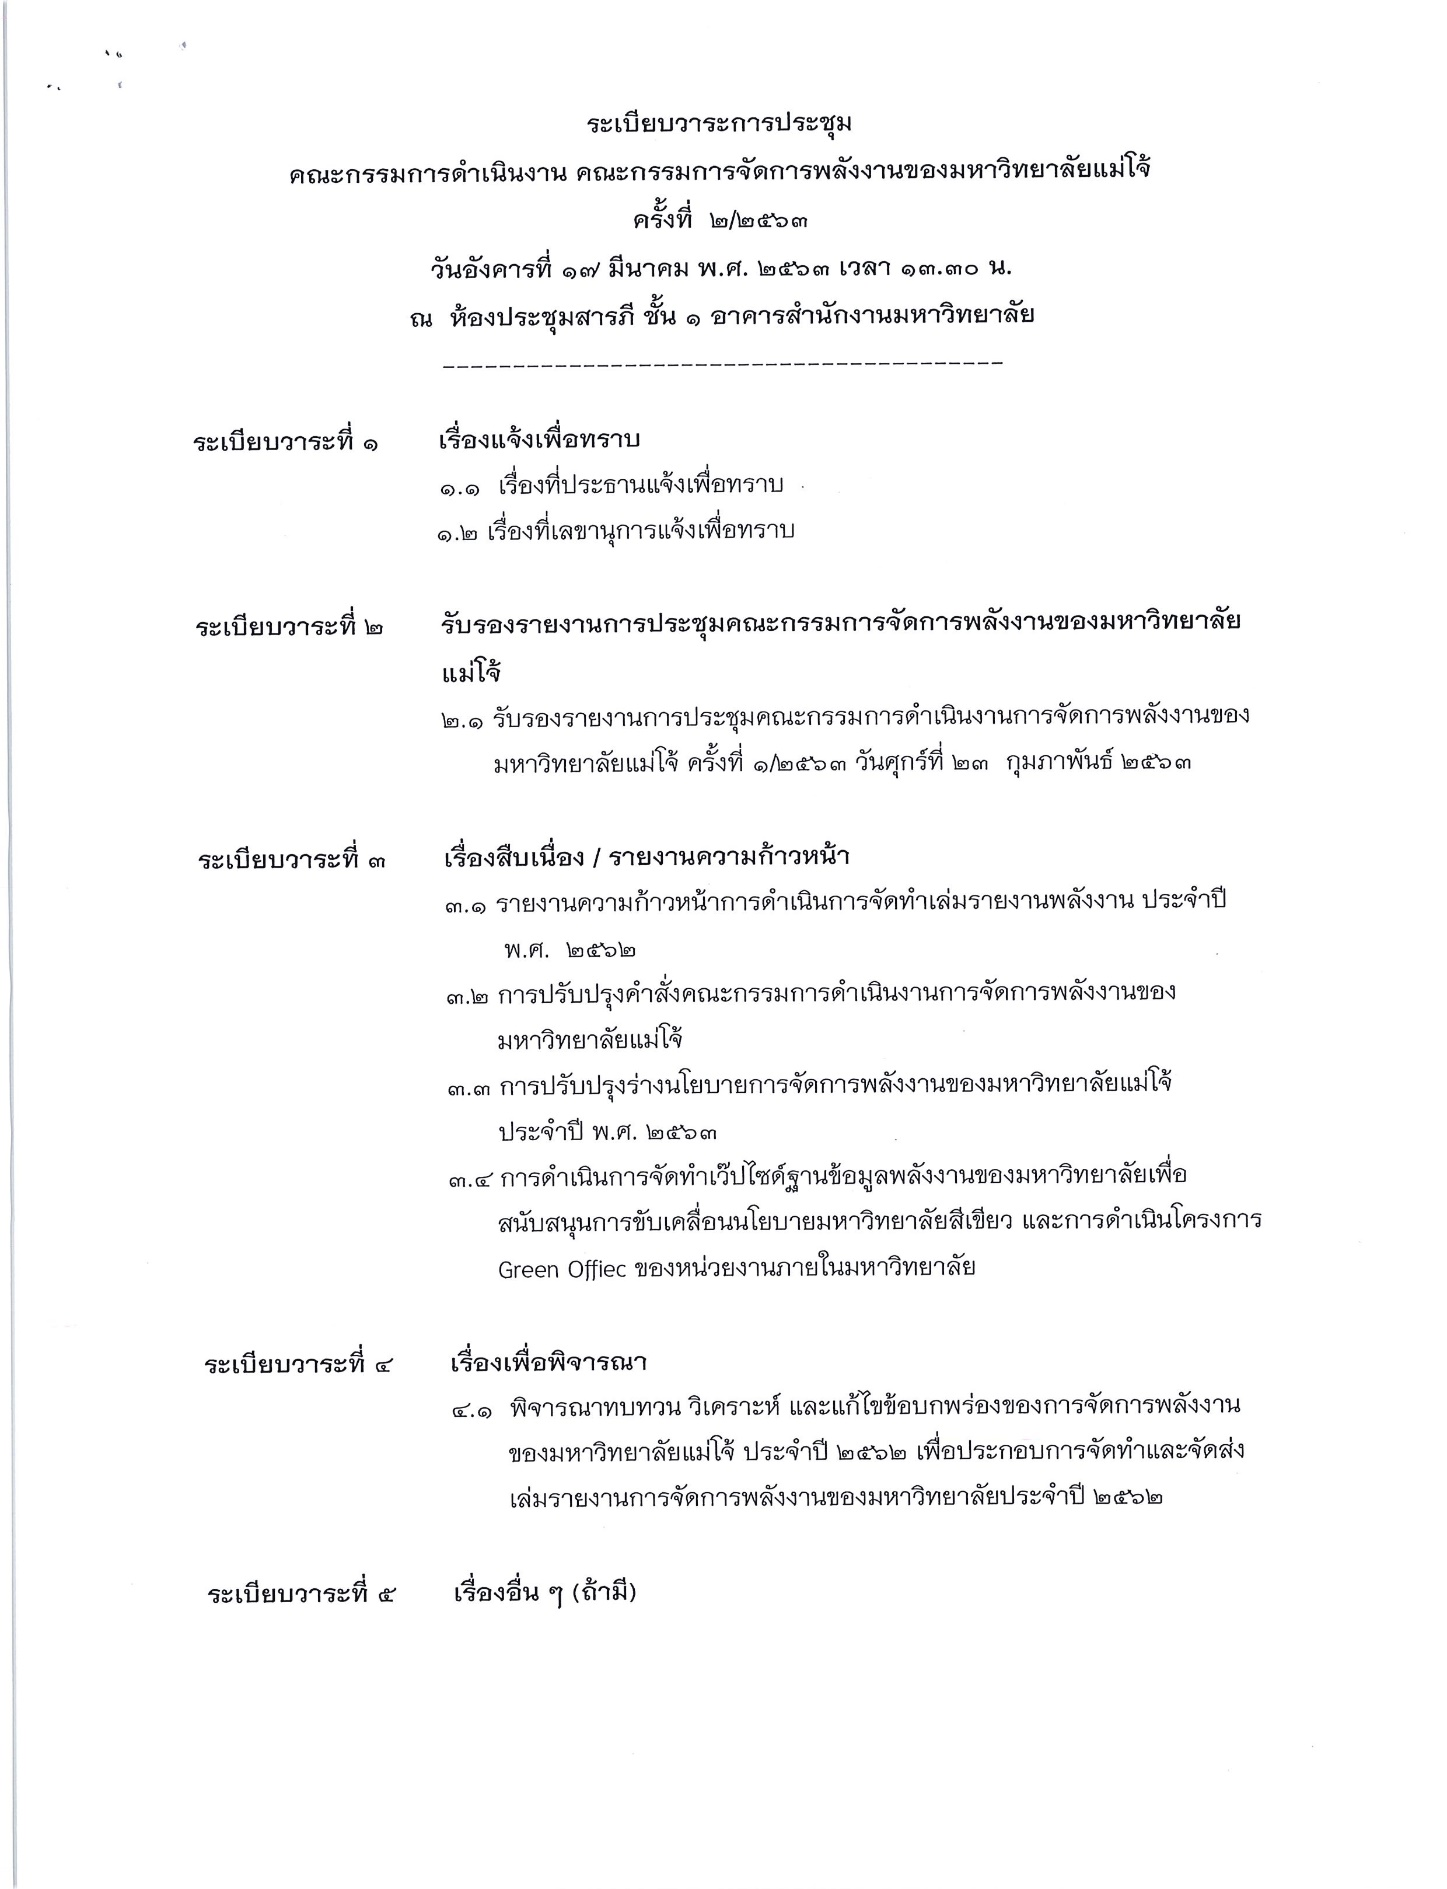 ระเบียบวาระการประชุม
คณะกรรมการดำเนินงาน คณะกรรมการจัดการพลังงานของมหาวิทยาลัยแม่โจ้
ครั้งที่ ๒/๒๕๖๓
วันอังคารที่ ๑๗ มีนาคม พ.ศ. ๒๕๖๓ เวลา ๑๓.๓๐ น.
ณ ห้องประชุมสารภี ชั้น ๑ อาคารสำนักงานมหาวิทยาลัย
----------------------------------------
ระเบียบวาระที่ ๑ เรื่องแจ้งเพื่อทราบ
๑.๑ เรื่องที่ประธานแจ้งเพื่อทราบ
๑.๒ เรื่องที่เลขานุการแจ้งเพื่อทราบ
ระเบียบวาระที่ ๒ รับรองรายงานการประชุมคณะกรรมการจัดการพลังงานของมหาวิทยาลัย
แม่โจ้
๒.๑ รับรองรายงานการประชุมคณะกรรมการดำเนินงานการจัดการพลังงานของ
มหาวิทยาลัยแม่โจ้ ครั้งที่ ๑/๒๕๖๓ วันศุกร์ที่ ๒๓ กุมภาพันธ์ ๒๕๖๓
ระเบียบวาระที่ ๓ เรื่องสืบเนื่อง / รายงานความก้าวหน้า
๓.๑ รายงานความก้าวหน้าการดำเนินการจัดทำเล่มรายงานพลังงาน ประจำปี
พ.ศ. ๒๕๖๒
๓.๒ การปรับปรุงคำสั่งคณะกรรมการดำเนินงานการจัดการพลังงานของ
มหาวิทยาลัยแม่โจ้
๓.๓ การปรับปรุงร่างนโยบายการจัดการพลังงานของมหาวิทยาลัยแม่โจ้
ประจำปี พ.ศ. ๒๕๖๓
๓.๔ การดำเนินการจัดทำเว๊ปไซด์ฐานข้อมูลพลังงานของมหาวิทยาลัยเพื่อ
สนับสนุนการขับเคลื่อนนโยบายมหาวิทยาลัยสีเขียว และการดำเนินโครงการ
Green Offiec ของหน่วยงานภายในมหาวิทยาลัย
ระเบียบวาระที่ ๔ เรื่องเพื่อพิจารณา
๔.๑ พิจารณาทบทวน วิเคราะห์ และแก้ไขข้อบกพร่องของการจัดการพลังงาน
ของมหาวิทยาลัยแม่โจ้ ประจำปี ๒๕๖๒ เพื่อประกอบการจัดทำและจัดส่ง
เล่มรายงานการจัดการพลังงานของมหาวิทยาลัยประจำปี ๒๕๖๒
ระเบียบวาระที่ ๕ เรื่องอื่น ๆ (ถ้ามี)